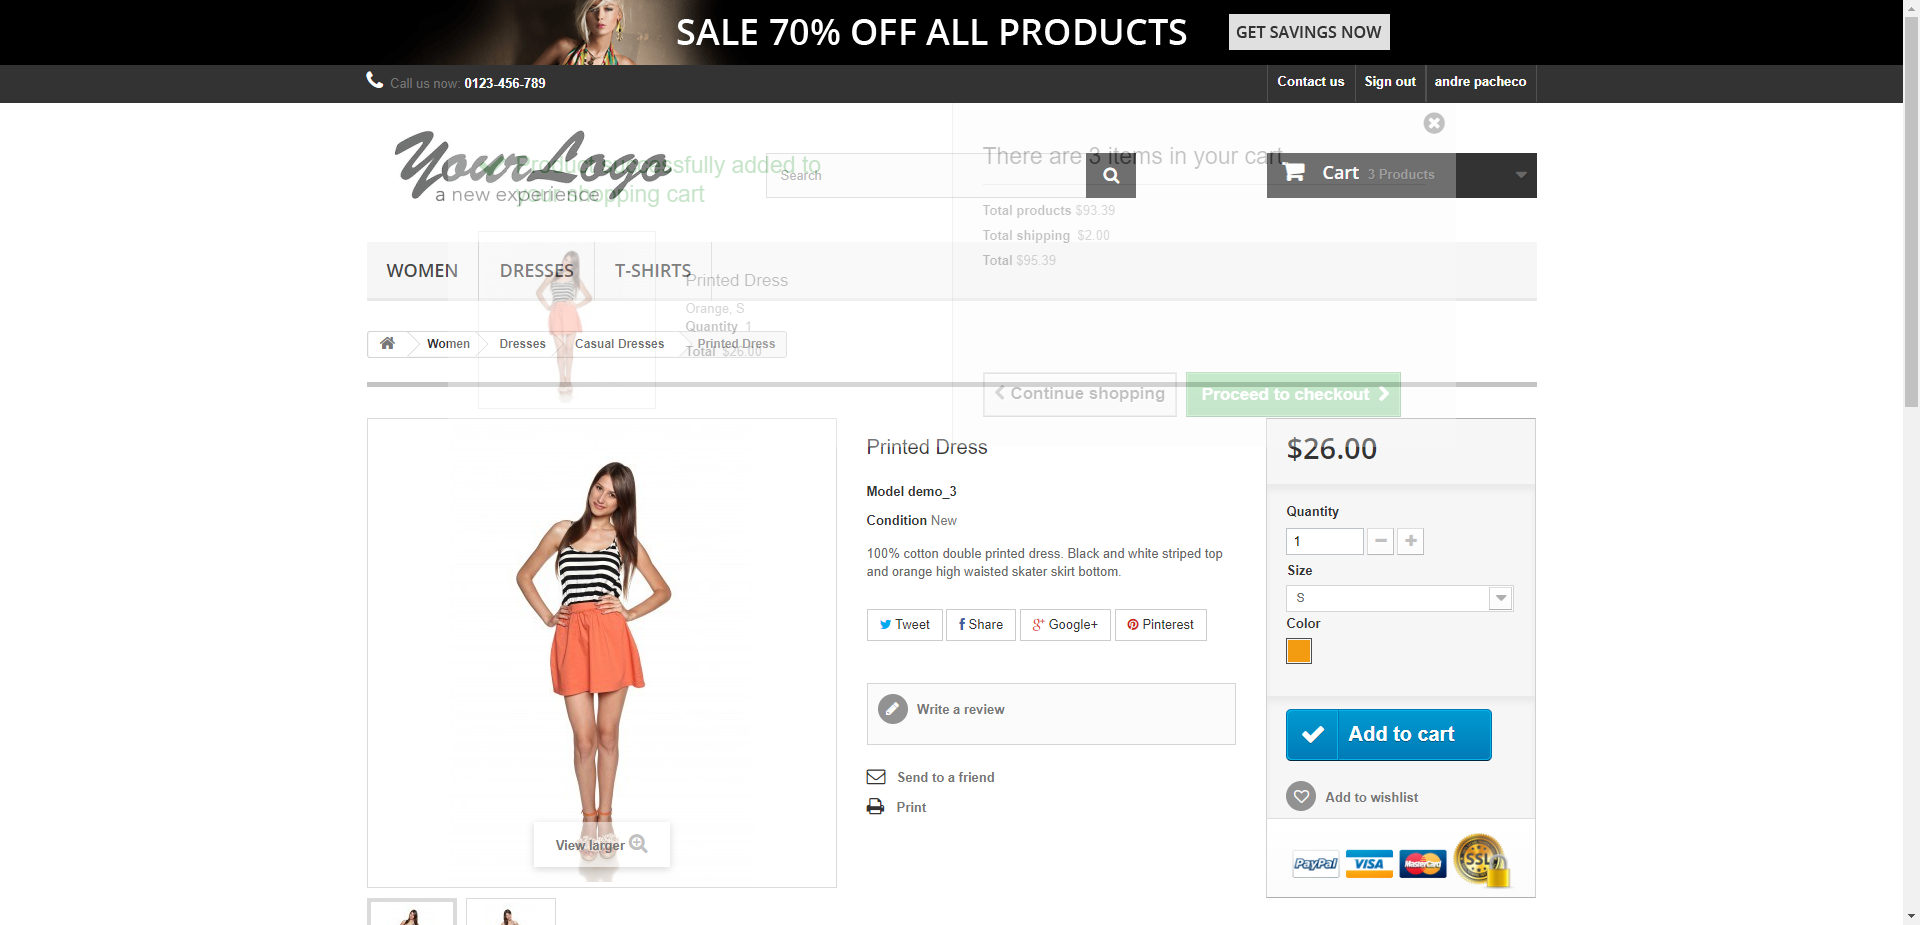 SALE 70% OFF ALL PRODUCTS
GET SAVINGS NOW
Call us now: 0123-456-789
Contact us
Sign out
andre pacheco
Your Logo
a new experience
Product successfully added to
your shopping cart
Search
There are 3 items in your cart
Cart 3 Products
Total products $93.39
Total shipping $2.00
Total $95.39
WOMEN
DRESSES
T-SHIRTS
Printed Dress
Orange, S
Quantity 1
Total $26.00
Women
Dresses
Casual Dresses
Printed Dress
Continue shopping
Proceed to checkout
Printed Dress
Model demo_3
Condition New
100% cotton double printed dress. Black and white striped top
and orange high waisted skater skirt bottom.
Tweet
Share
Google+
Pinterest
Write a review
Send to a friend
Print
View larger
$26.00
Quantity
1
Size
S
Color
Add to cart
Add to wishlist
PayPal
VISA
MasterCard
SSL